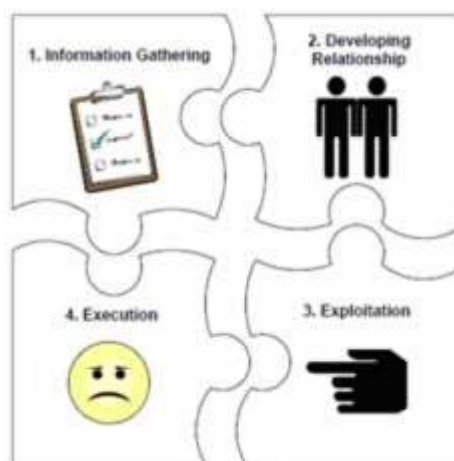 1. Information Gathering
2. Developing
Relationship
4. Execution
3. Exploitation